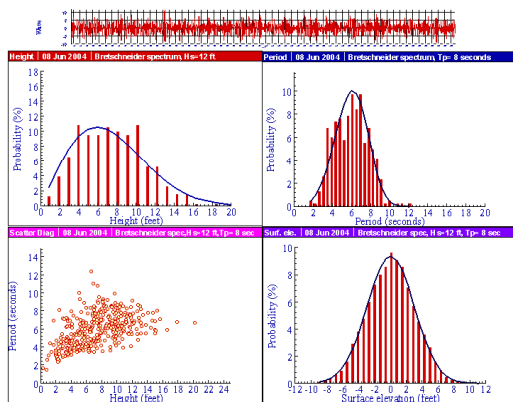 Waves
Height | 08 Jun 2004 | Bretschneider spectrum, Hs=12 ft
Period | 08 Jun 2004 | Bretschneider spectrum, Tp= 8 seconds
Probability (%)
18
16
14
12
10
8
6
4
2
0
0 2 4 6 8 10 12 14 16 18 20
Height (feet)
Probability (%)
10
8
6
4
2
0
0 2 4 6 8 10 12 14 16 18 20
Period (seconds)
Scatter Diag | 08 Jun 2004 | Bretschneider spec,Hs=12 ft,Tp= 8 sec
Surf. ele. | 08 Jun 2004 | Bretschneider spec, Hs=12 ft, Tp= 8 sec
Period (seconds)
14
12
10
8
6
4
2
0
0 2 4 6 8 10 12 14 16 18 20 22 24
Height (feet)
Probability (%)
10
8
6
4
2
0
-12 -10 -8 -6 -4 -2 0 2 4 6 8 10 12
Surface elevation (feet)